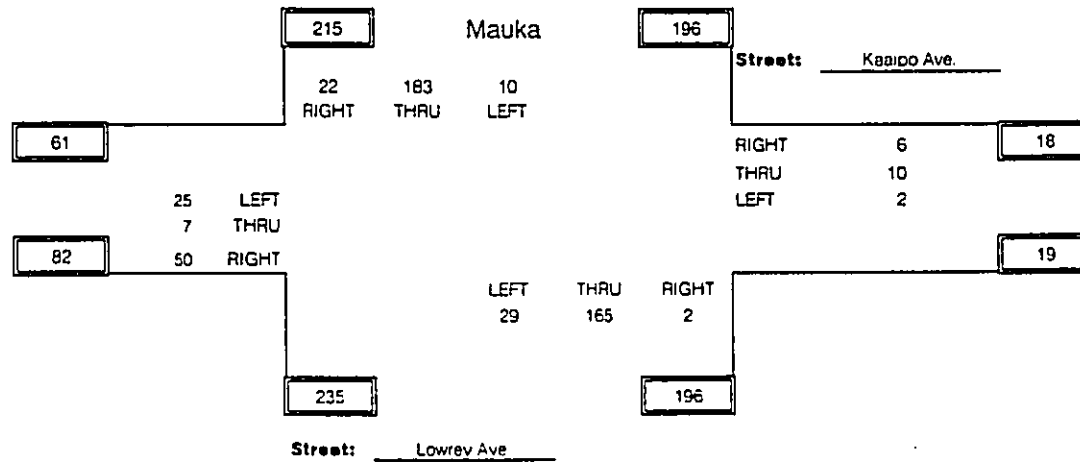 215 Mauka 196
Street: Kaaipo Ave.
22 183 10
RIGHT THRU LEFT
61 18
RIGHT 6
THRU 10
LEFT 2
25 LEFT
7 THRU
50 RIGHT
82 19
LEFT THRU RIGHT
29 165 2
235 196
Street: Lowrey Ave